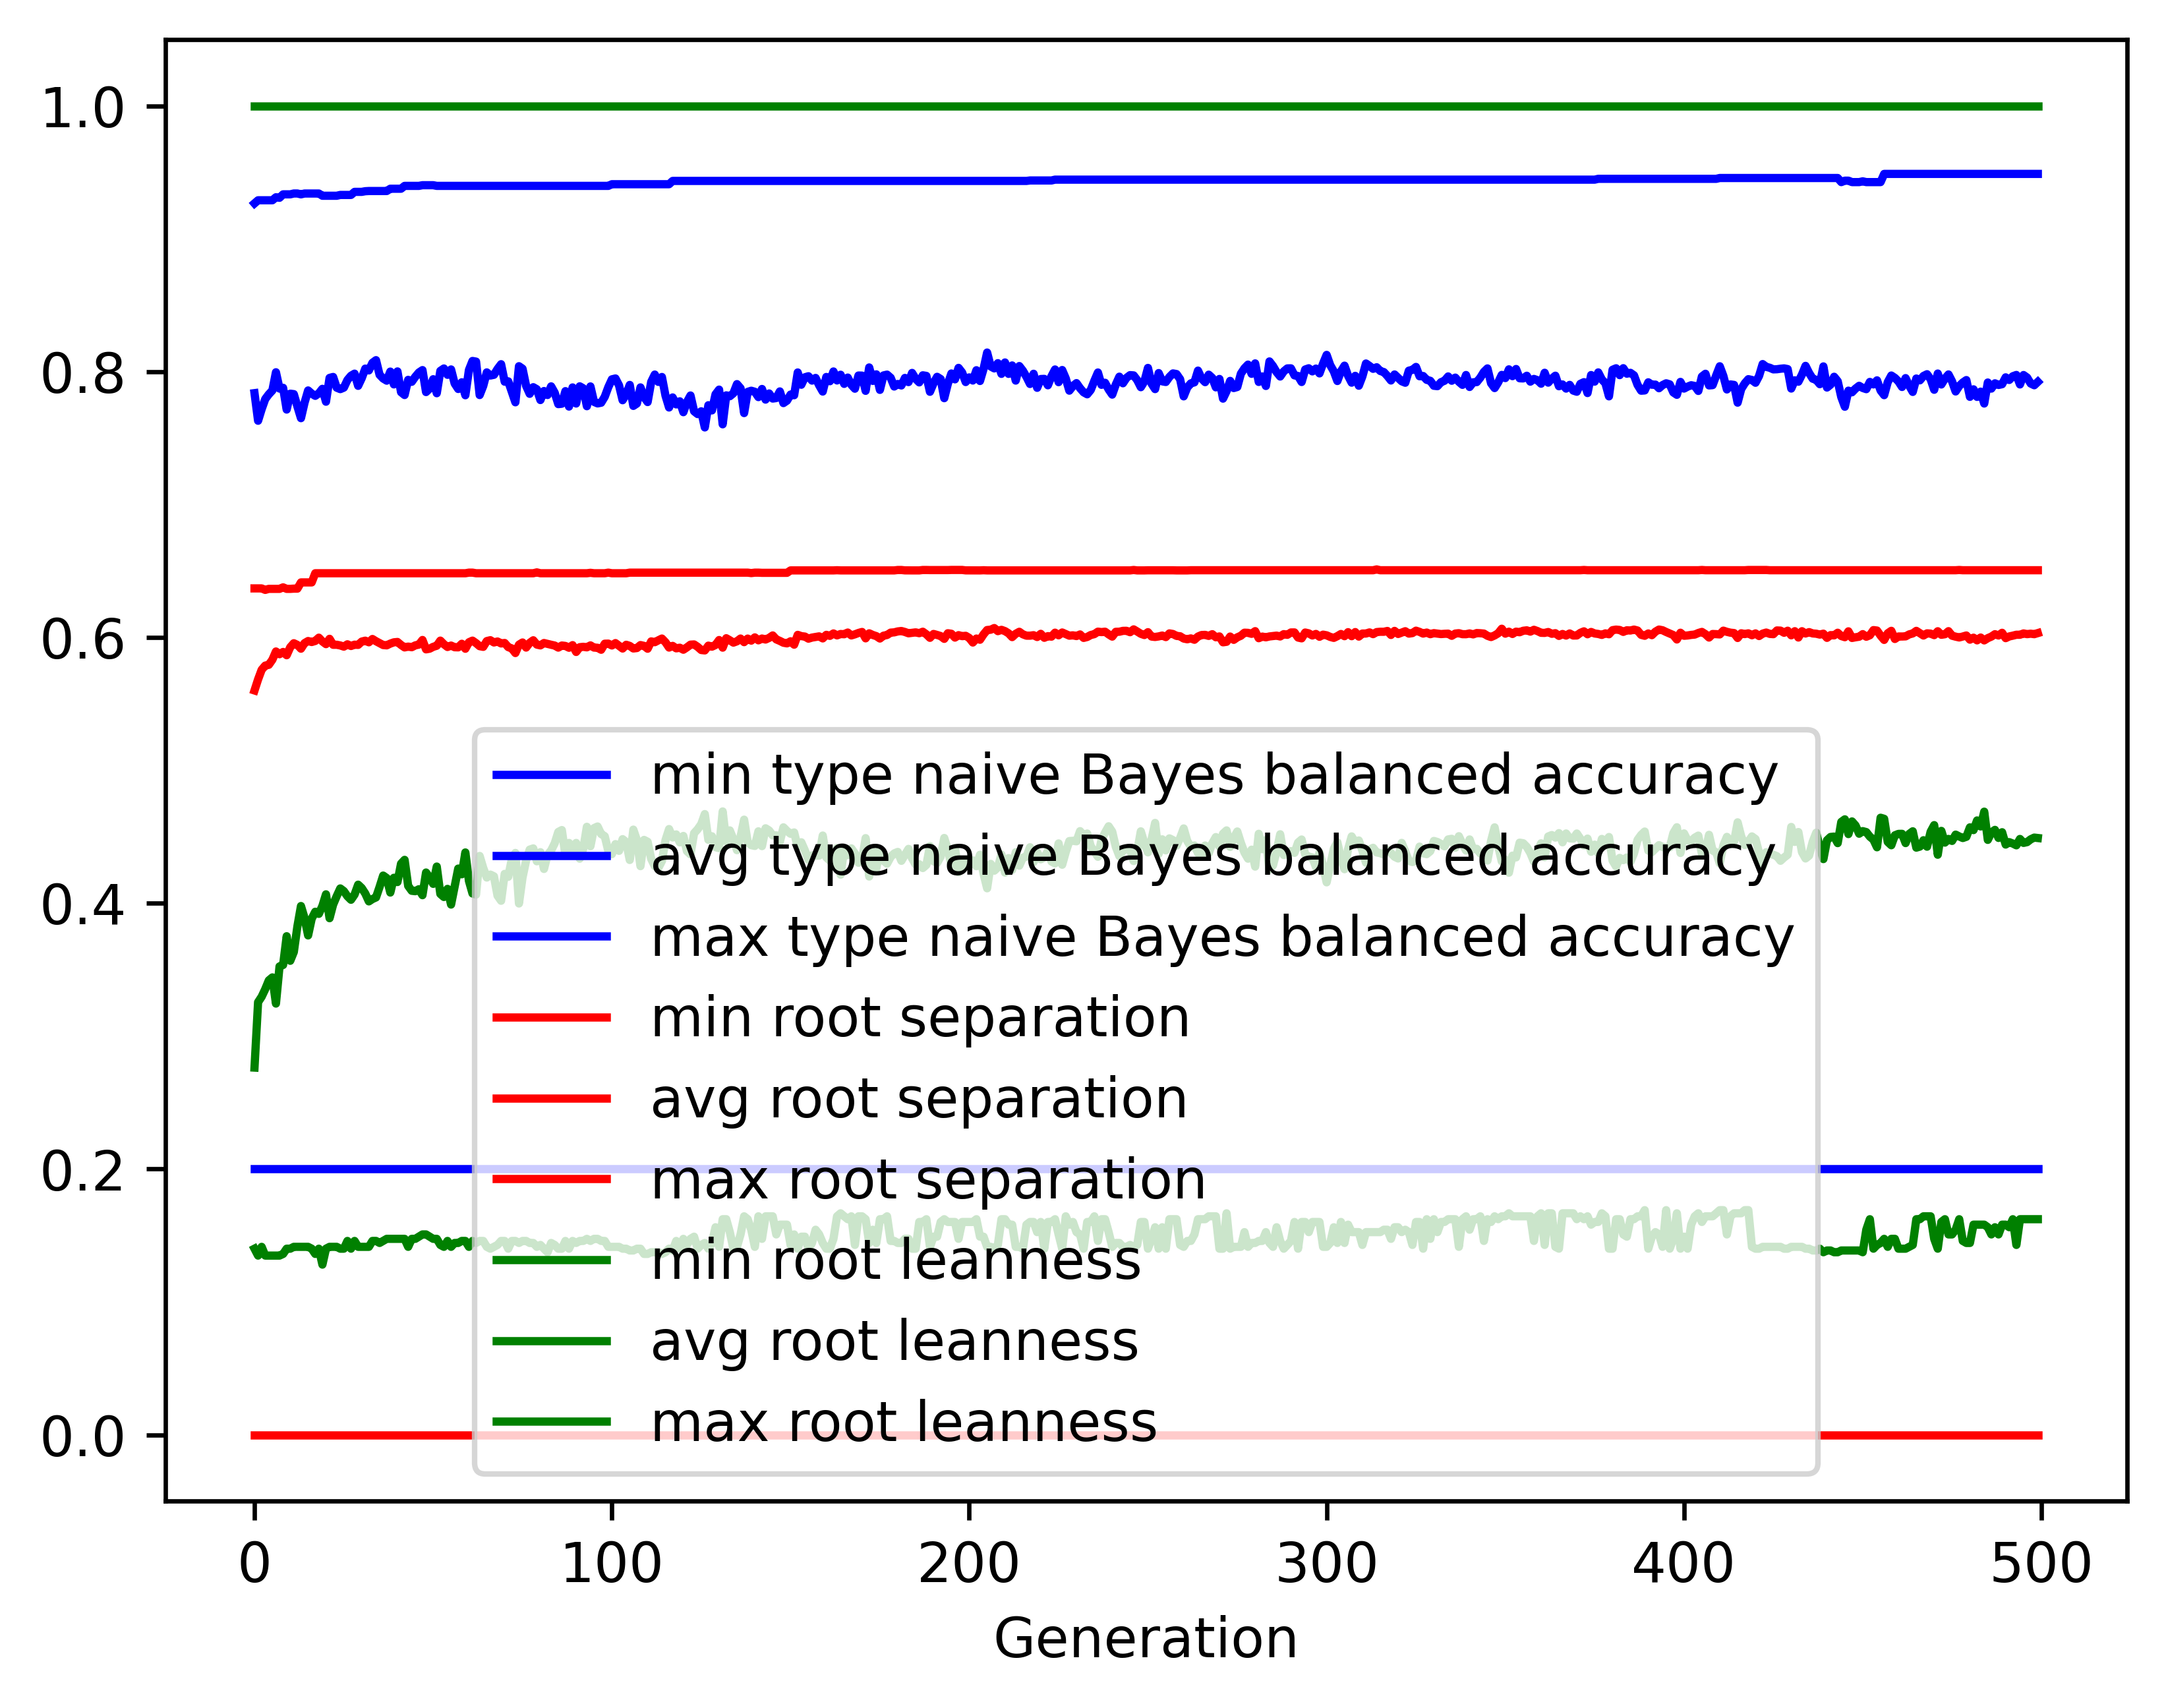 1.0
0.8
0.6
0.4
0.2
0.0
min type naive Bayes balanced accuracy
avg type naive Bayes balanced accuracy
max type naive Bayes balanced accuracy
min root separation
avg root separation
max root separation
min root leanness
avg root leanness
max root leanness
0 100 200 300 400 500
Generation